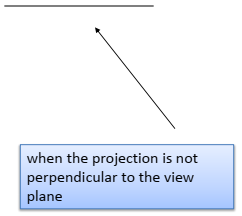 when the projection is not
perpendicular to the view
plane